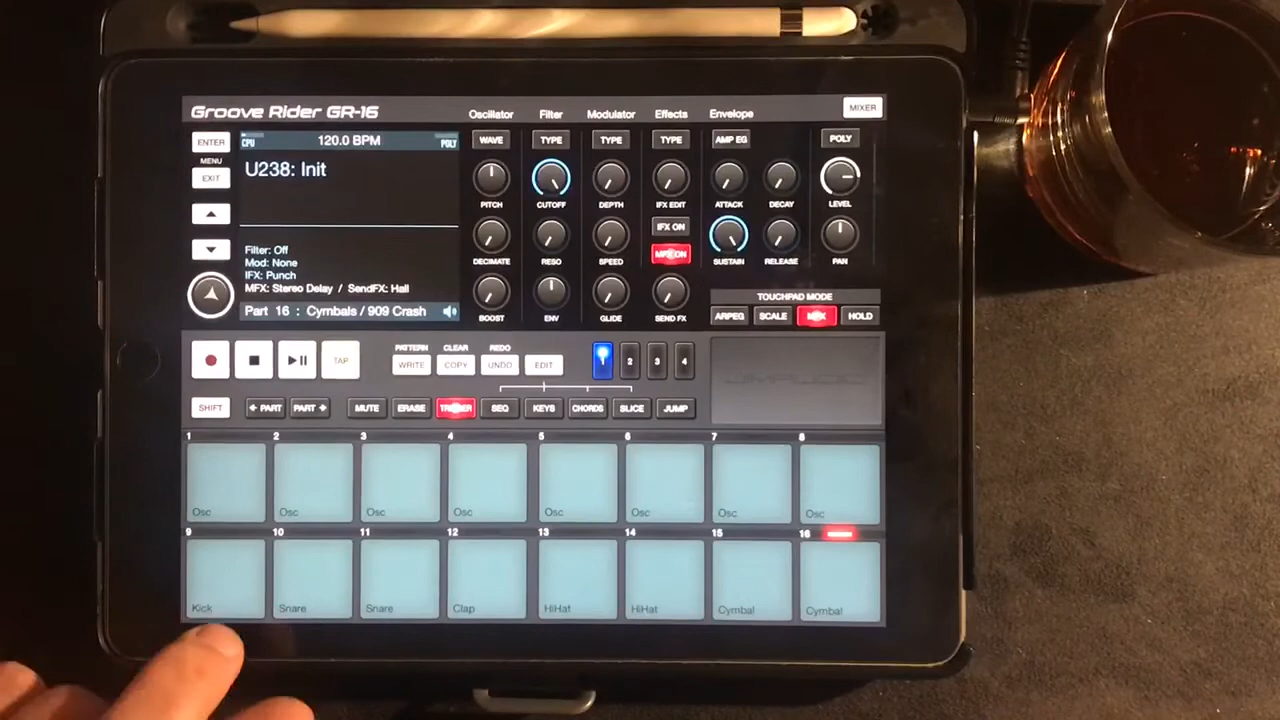 Groove Rider GR-16
Oscillator Filter Modulator Effects Envelope MIXER
ENTER CPU 120.0 BPM POLY WAVE TYPE TYPE TYPE AMP EG POLY
MENU
EXIT U238: Init
PITCH CUTOFF DEPTH IFX EDIT ATTACK DECAY LEVEL
IFX ON
Filter: Off
Mod: None
DECIMATE RESO SPEED SUSTAIN RELEASE PAN
IFX: Punch
MFX: Stereo Delay / SendFX: Hall
TOUCHPAD MODE
Part 16 : Cymbals / 909 Crash
BOOST ENV GLIDE SEND FX ARPEG SCALE HOLD
PATTERN CLEAR REDO
TAP WRITE COPY UNDO EDIT 2 3 4
SHIFT PART PART MUTE ERASE SEQ KEYS CHORDS SLICE JUMP
1 2 3 4 5 6 7 8
Osc Osc Osc Osc Osc Osc Osc Osc
9 10 11 12 13 14 15 16
Kick Snare Snare Clap HiHat HiHat Cymbal Cymbal